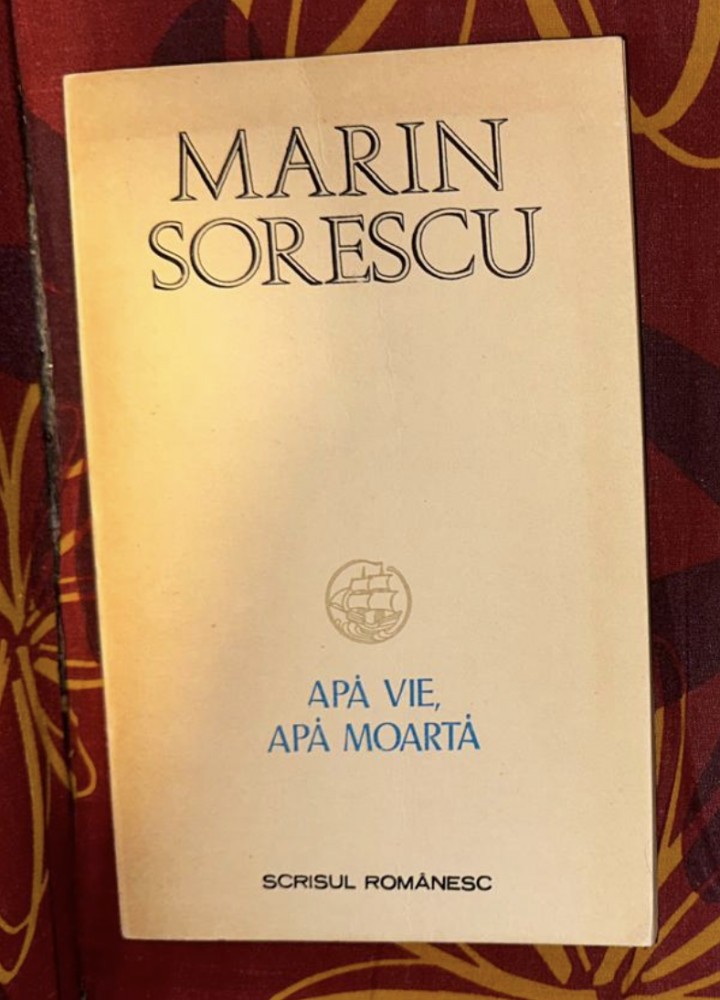 MARIN
SORESCU
APĂ VIE,
APĂ MOARTĂ
SCRISUL ROMÂNESC